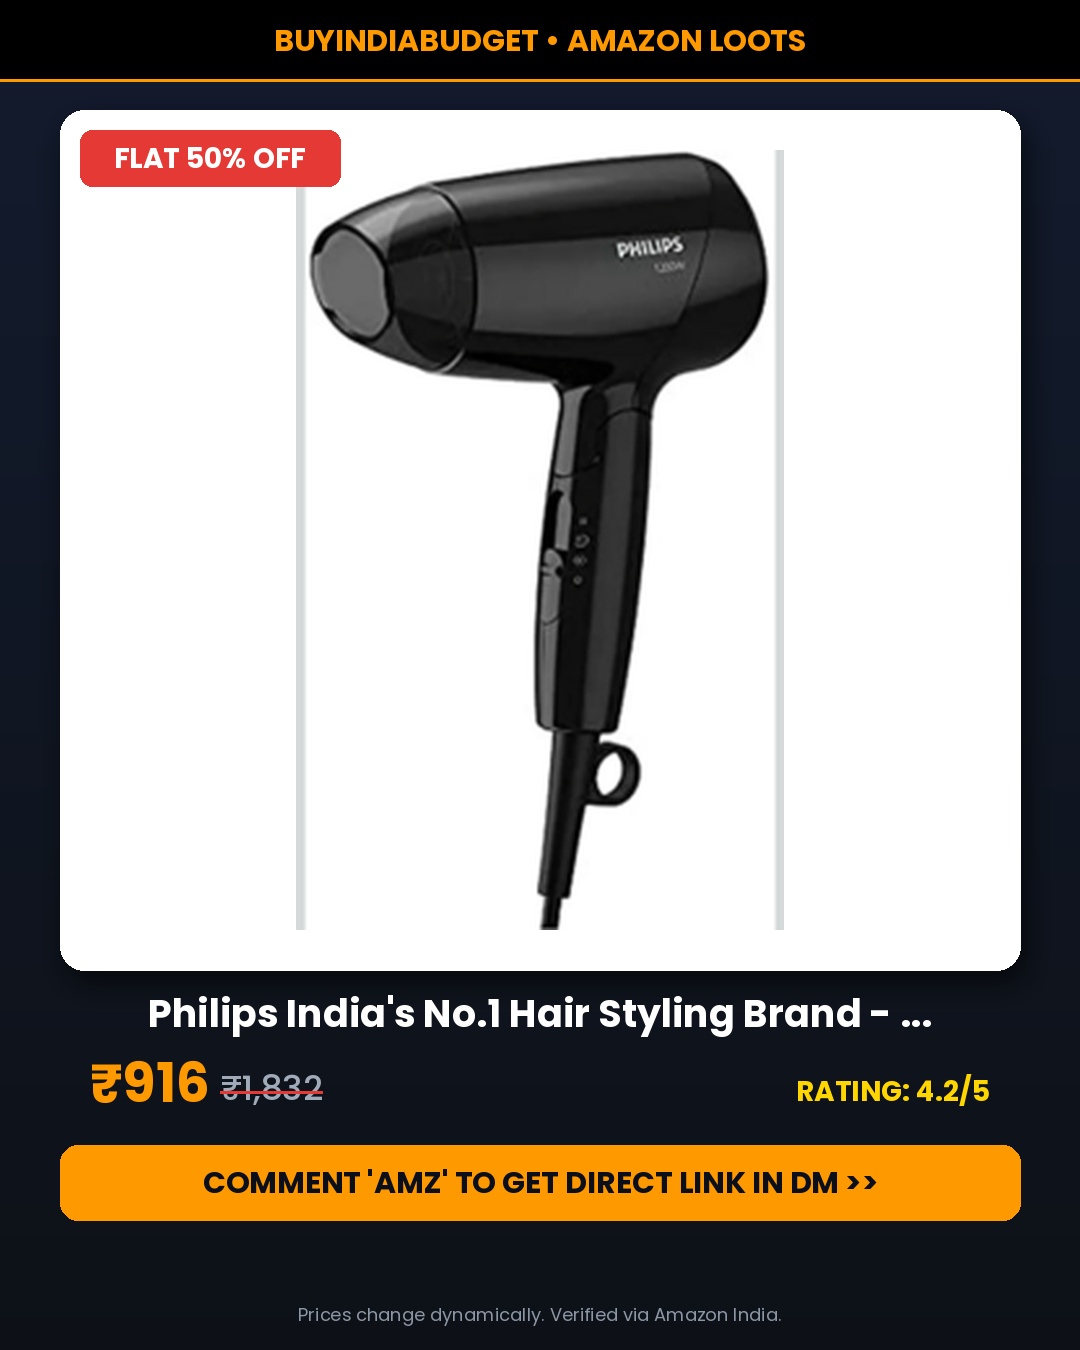 BUYINDIABUDGET • AMAZON LOOTS
FLAT 50% OFF
PHILIPS
Philips India's No.1 Hair Styling Brand - ...
₹916 ₹1,832
RATING: 4.2/5
COMMENT 'AMZ' TO GET DIRECT LINK IN DM >>
Prices change dynamically. Verified via Amazon India.